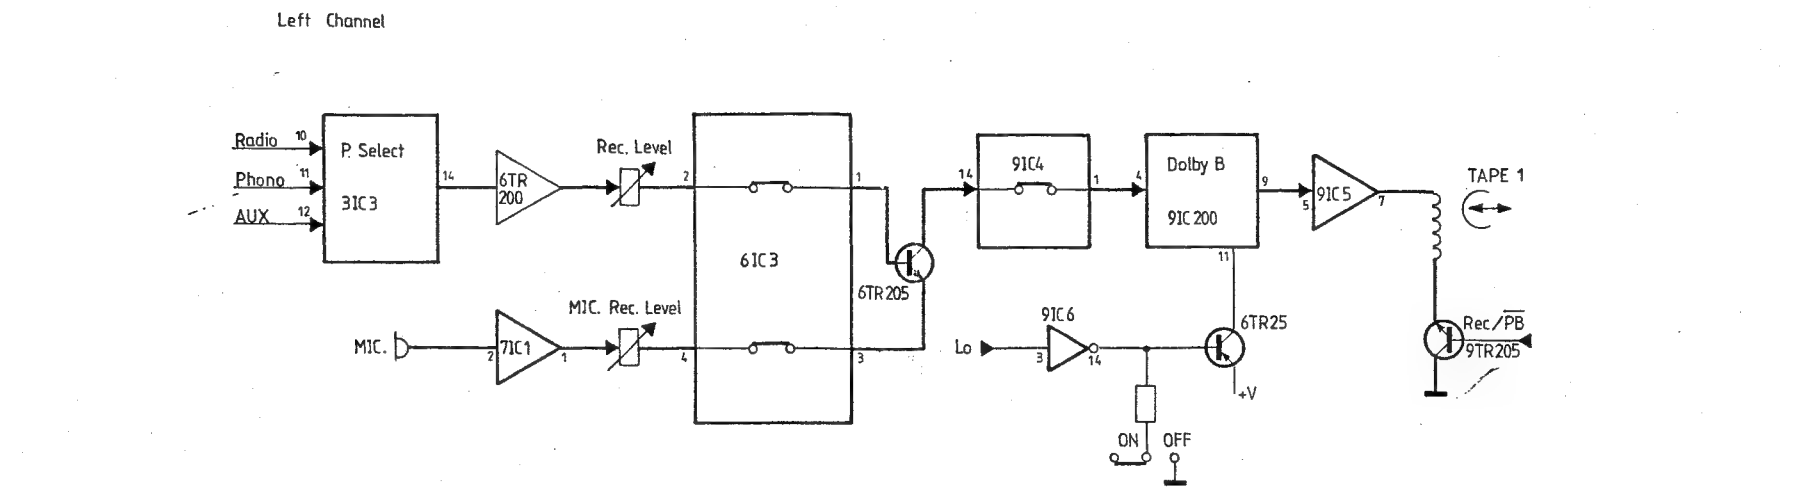 Left Channel
Radio 10
Phono 11
AUX 12
P. Select
3IC3
14
6TR
200
Rec. Level
2
1
6IC3
6TR205
14
9IC4
1
4
Dolby B
9IC200
9
11
5
9IC5
7
TAPE 1
MIC.
2
7IC1
1
MIC. Rec. Level
4
3
Lo
3
9IC6
14
6TR25
+V
ON OFF
Rec/PB
9TR205